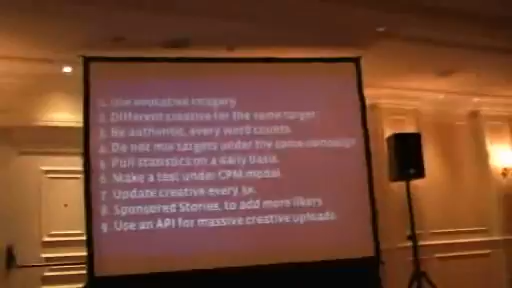 1. Use evocative imagery
2. Different creative for the same target
3. Be authentic, every word counts.
4. Do not mix targets under the same campaign
5. Pull statistics on a daily basis.
6. Make a test under CPM model
7. Update creative every
8. Sponsored Stories, to add more likers
9. Use an API for massive creative uploads